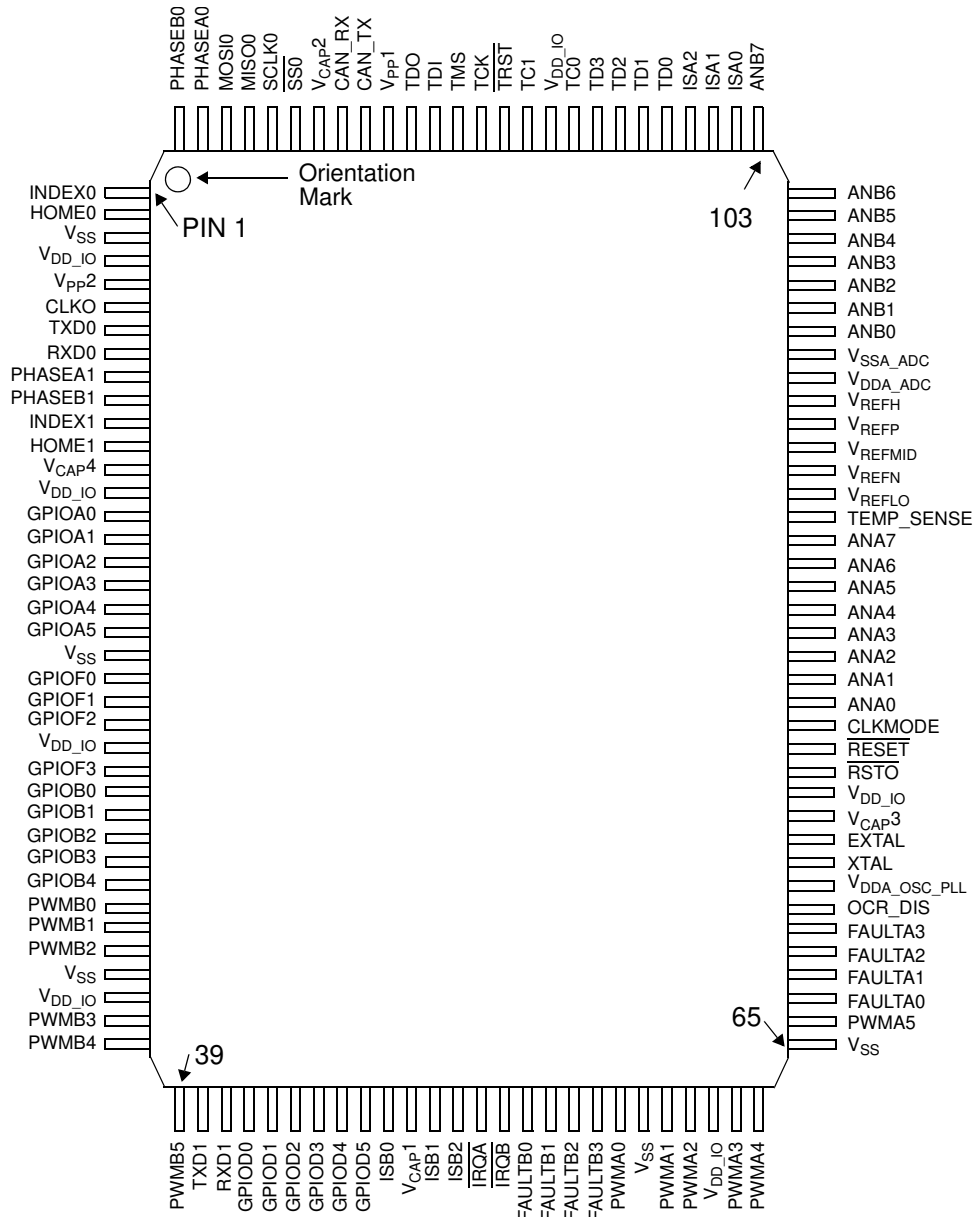 PHASEB0
PHASEA0
MOSI0
MISO0
SCLK0
SS0
VCAP2
CAN_RX
CAN_TX
VPP1
TDO
TDI
TMS
TCK
TRST
TC1
VDD_IO
TC0
TD3
TD2
TD1
TD0
ISA2
ISA1
ISA0
ANB7
Orientation
Mark
PIN 1
103
INDEX0
HOME0
VSS
VDD_IO
VPP2
CLKO
TXD0
RXD0
PHASEA1
PHASEB1
INDEX1
HOME1
VCAP4
VDD_IO
GPIOA0
GPIOA1
GPIOA2
GPIOA3
GPIOA4
GPIOA5
VSS
GPIOF0
GPIOF1
GPIOF2
VDD_IO
GPIOF3
GPIOB0
GPIOB1
GPIOB2
GPIOB3
GPIOB4
PWMB0
PWMB1
PWMB2
VSS
VDD_IO
PWMB3
PWMB4
ANB6
ANB5
ANB4
ANB3
ANB2
ANB1
ANB0
VSSA_ADC
VDDA_ADC
VREFH
VREFP
VREFMID
VREFN
VREFLO
TEMP_SENSE
ANA7
ANA6
ANA5
ANA4
ANA3
ANA2
ANA1
ANA0
CLKMODE
RESET
RSTO
VDD_IO
VCAP3
EXTAL
XTAL
VDDA_OSC_PLL
OCR_DIS
FAULTA3
FAULTA2
FAULTA1
FAULTA0
PWMA5
VSS
39
65
PWMB5
TXD1
RXD1
GPIOD0
GPIOD1
GPIOD2
GPIOD3
GPIOD4
GPIOD5
ISB0
VCAP1
ISB1
ISB2
IRQA
IRQB
FAULTB0
FAULTB1
FAULTB2
FAULTB3
PWMA0
VSS
PWMA1
PWMA2
VDD_IO
PWMA3
PWMA4